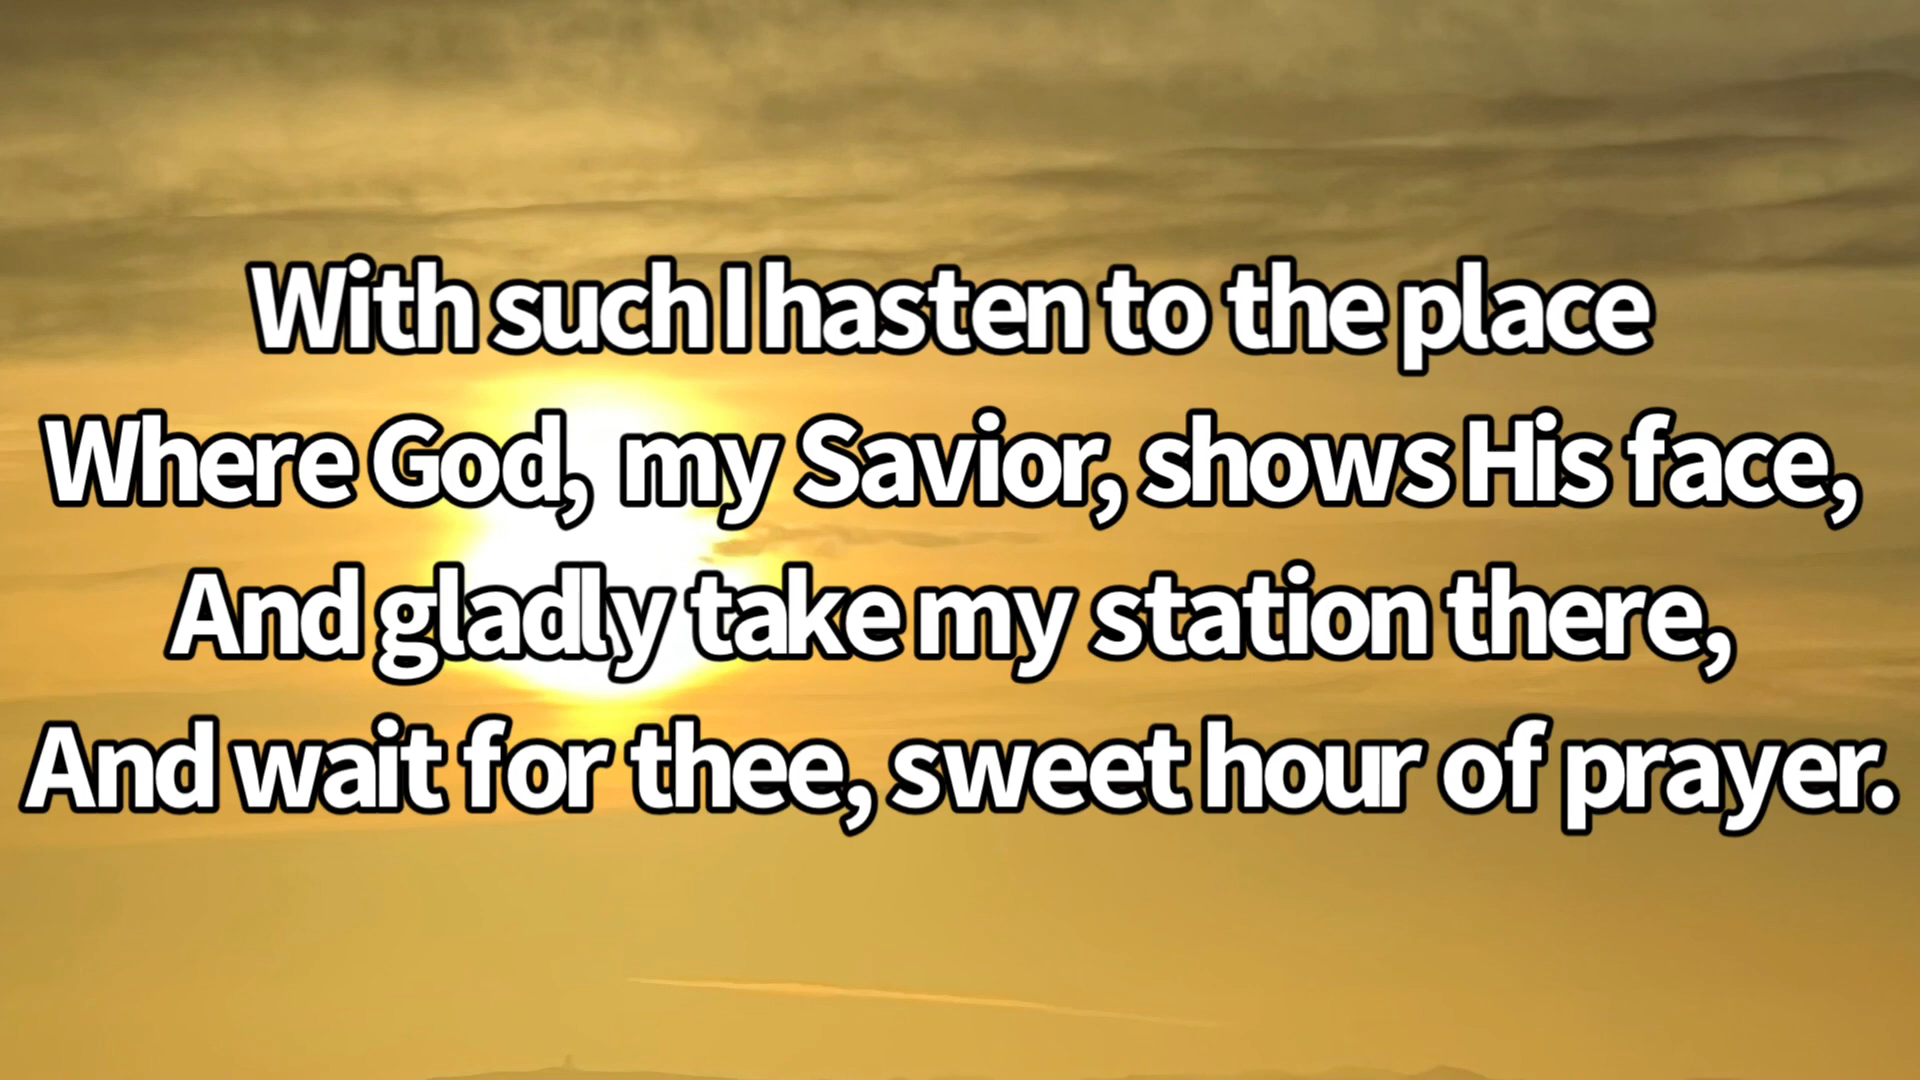 With such I hasten to the place
Where God, my Savior, shows His face,
And gladly take my station there,
And wait for thee, sweet hour of prayer.